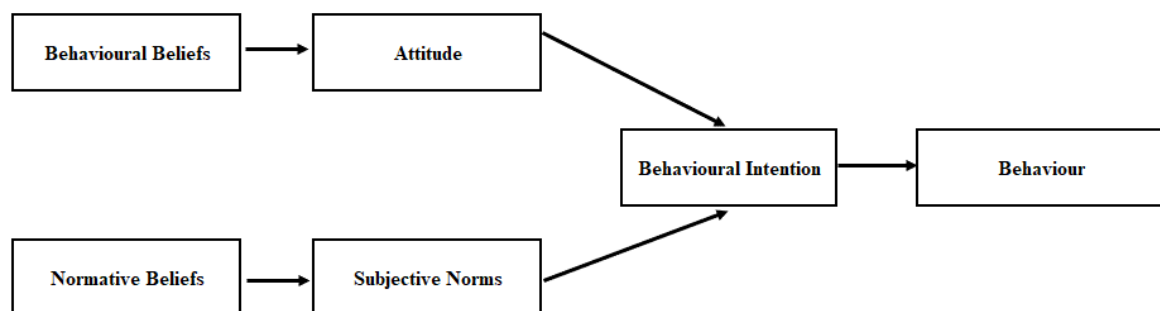 Behavioural Beliefs
Attitude
Behavioural Intention
Behaviour
Normative Beliefs
Subjective Norms